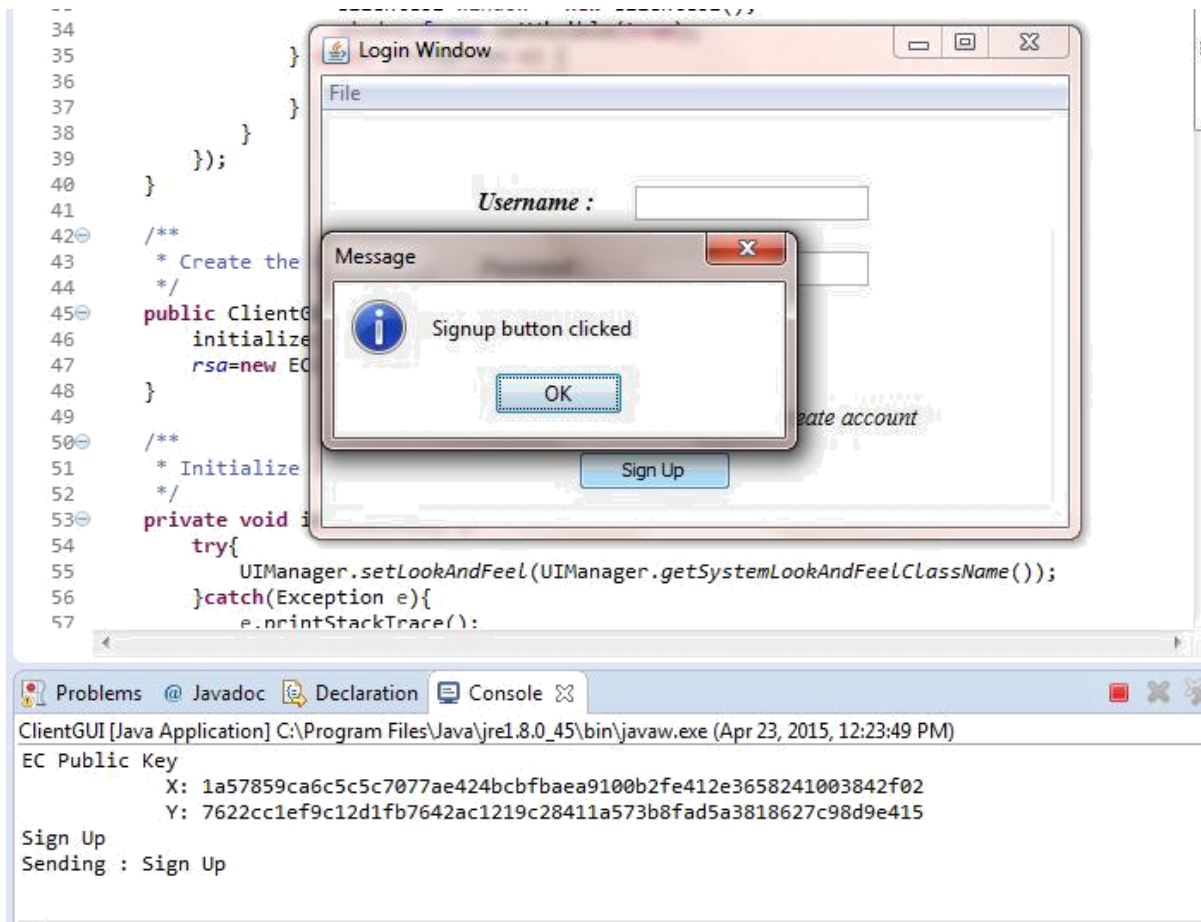 34
35 }
36
37 }
38 }
39 });
40 }
41
42 /**
43 * Create the
44 */
45 public ClientG
46 initialize
47 rsa=new EC
48 }
49
50 /**
51 * Initialize
52 */
53 private void i
54 try{
55 UIManager.setLookAndFeel(UIManager.getSystemLookAndFeelClassName());
56 }catch(Exception e){
57 e.printStackTrace();
Login Window
File
Username :
Message
Signup button clicked
OK
eate account
Sign Up
Problems @ Javadoc Declaration Console
ClientGUI [Java Application] C:\Program Files\Java\jre1.8.0_45\bin\javaw.exe (Apr 23, 2015, 12:23:49 PM)
EC Public Key
X: 1a57859ca6c5c5c7077ae424bcbfbaea9100b2fe412e3658241003842f02
Y: 7622cc1ef9c12d1fb7642ac1219c28411a573b8fad5a3818627c98d9e415
Sign Up
Sending : Sign Up